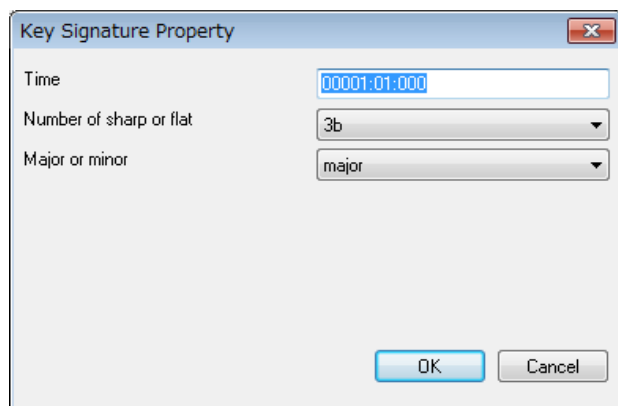 Key Signature Property
Time 00001:01:000
Number of sharp or flat 3b
Major or minor major
OK Cancel